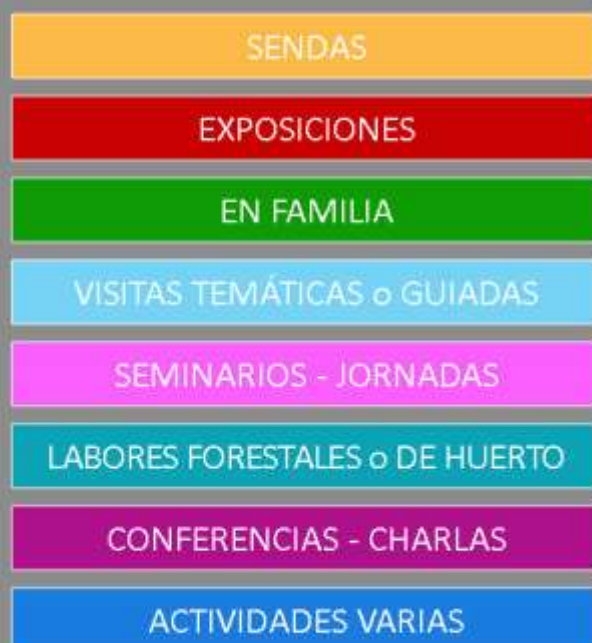 SENDAS
EXPOSICIONES
EN FAMILIA
VISITAS TEMÁTICAS o GUIADAS
SEMINARIOS - JORNADAS
LABORES FORESTALES o DE HUERTO
CONFERENCIAS - CHARLAS
ACTIVIDADES VARIAS